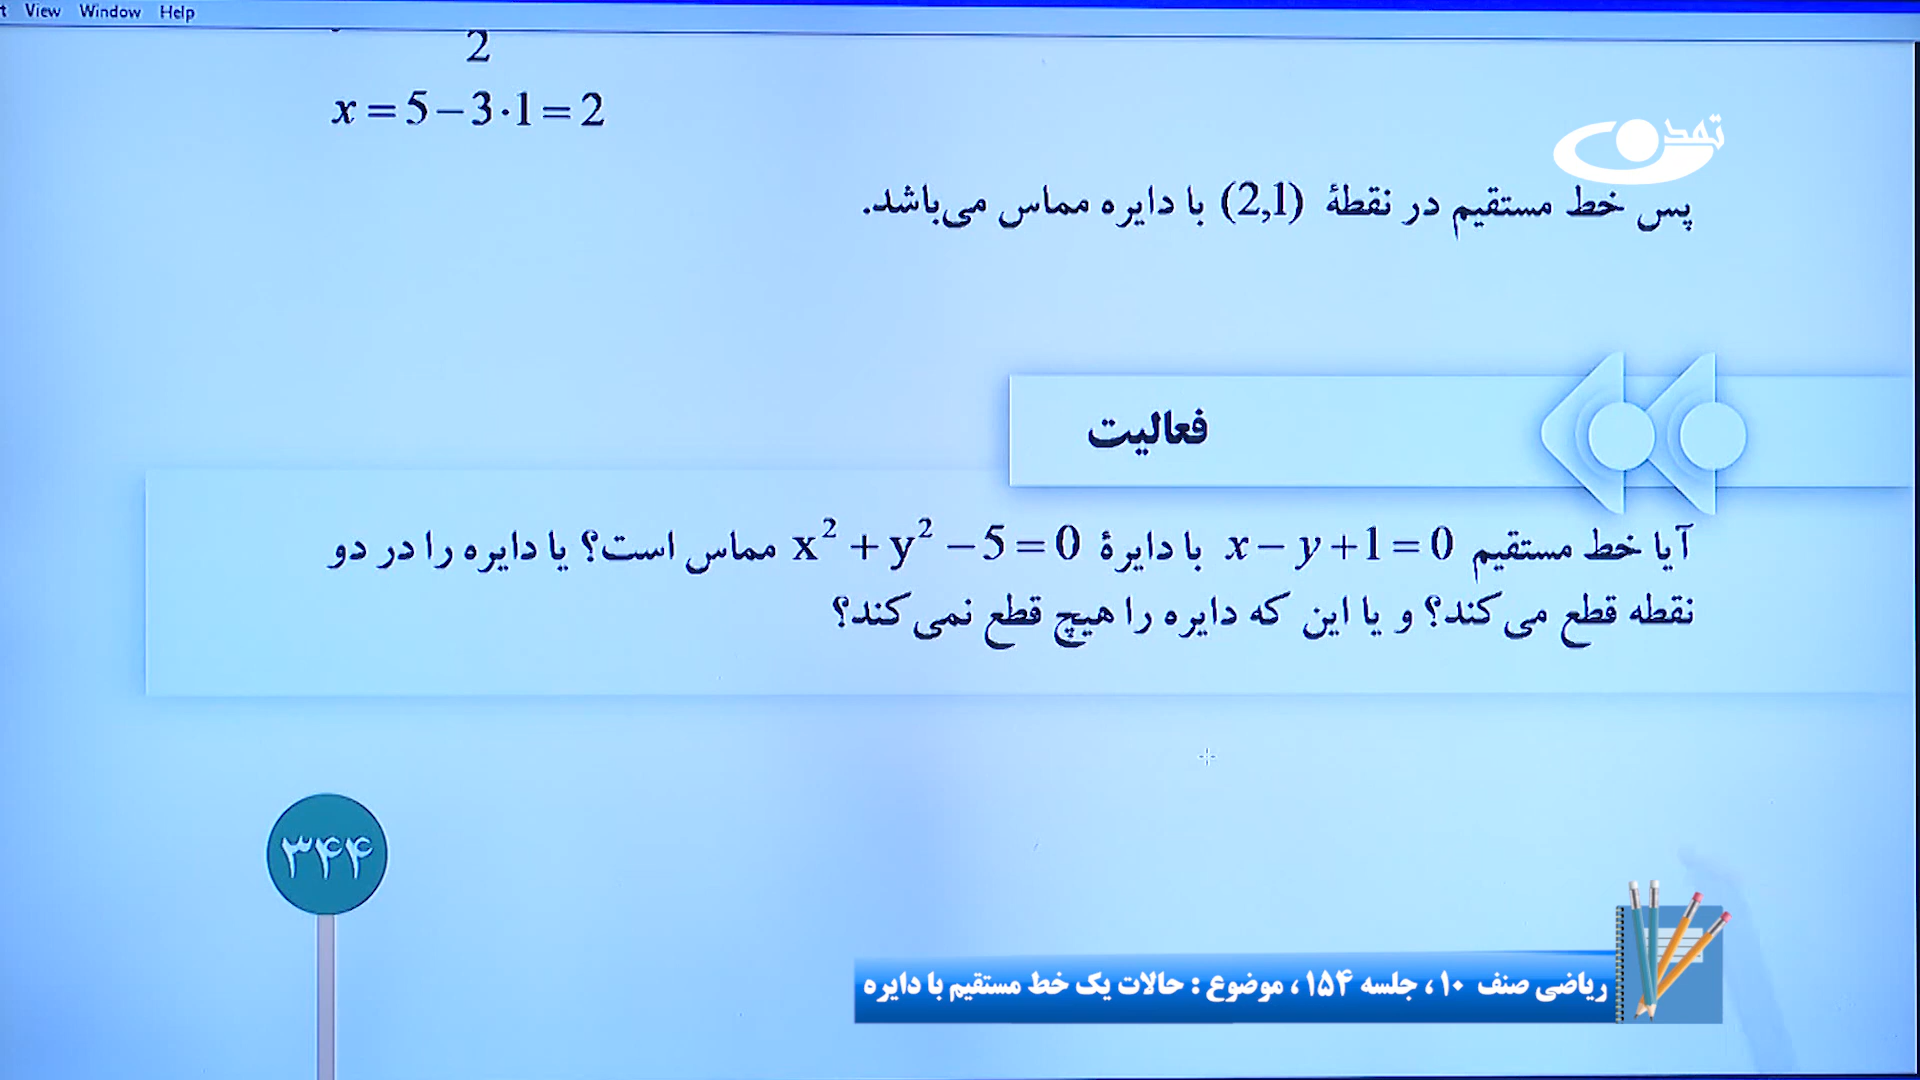 View Window Help
2
x = 5 − 3 · 1 = 2
تمدن
پس خط مستقیم در نقطهٔ (2,1) با دایره مماس می‌باشد.
فعالیت
آیا خط مستقیم x − y + 1 = 0 با دایرهٔ x² + y² − 5 = 0 مماس است؟ یا دایره را در دو
نقطه قطع می‌کند؟ و یا این که دایره را هیچ قطع نمی‌کند؟
۳۴۴
ریاضی صنف ۱۰ ، جلسه ۱۵۴ ، موضوع : حالات یک خط مستقیم با دایره